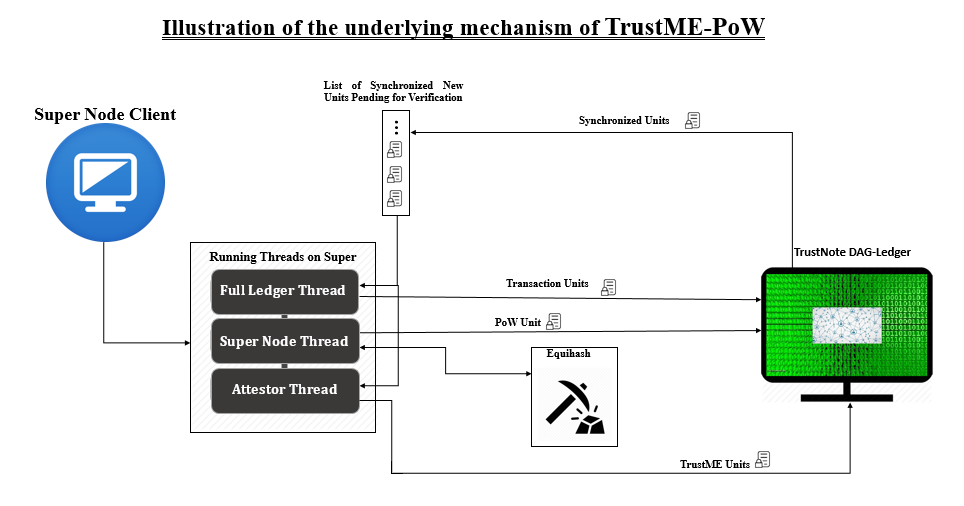 Illustration of the underlying mechanism of TrustME-PoW
List of Synchronized New
Units Pending for Verification
Super Node Client
Synchronized Units
TrustNote DAG-Ledger
Running Threads on Super
Full Ledger Thread
Transaction Units
PoW Unit
Super Node Thread
Equihash
Attestor Thread
TrustME Units